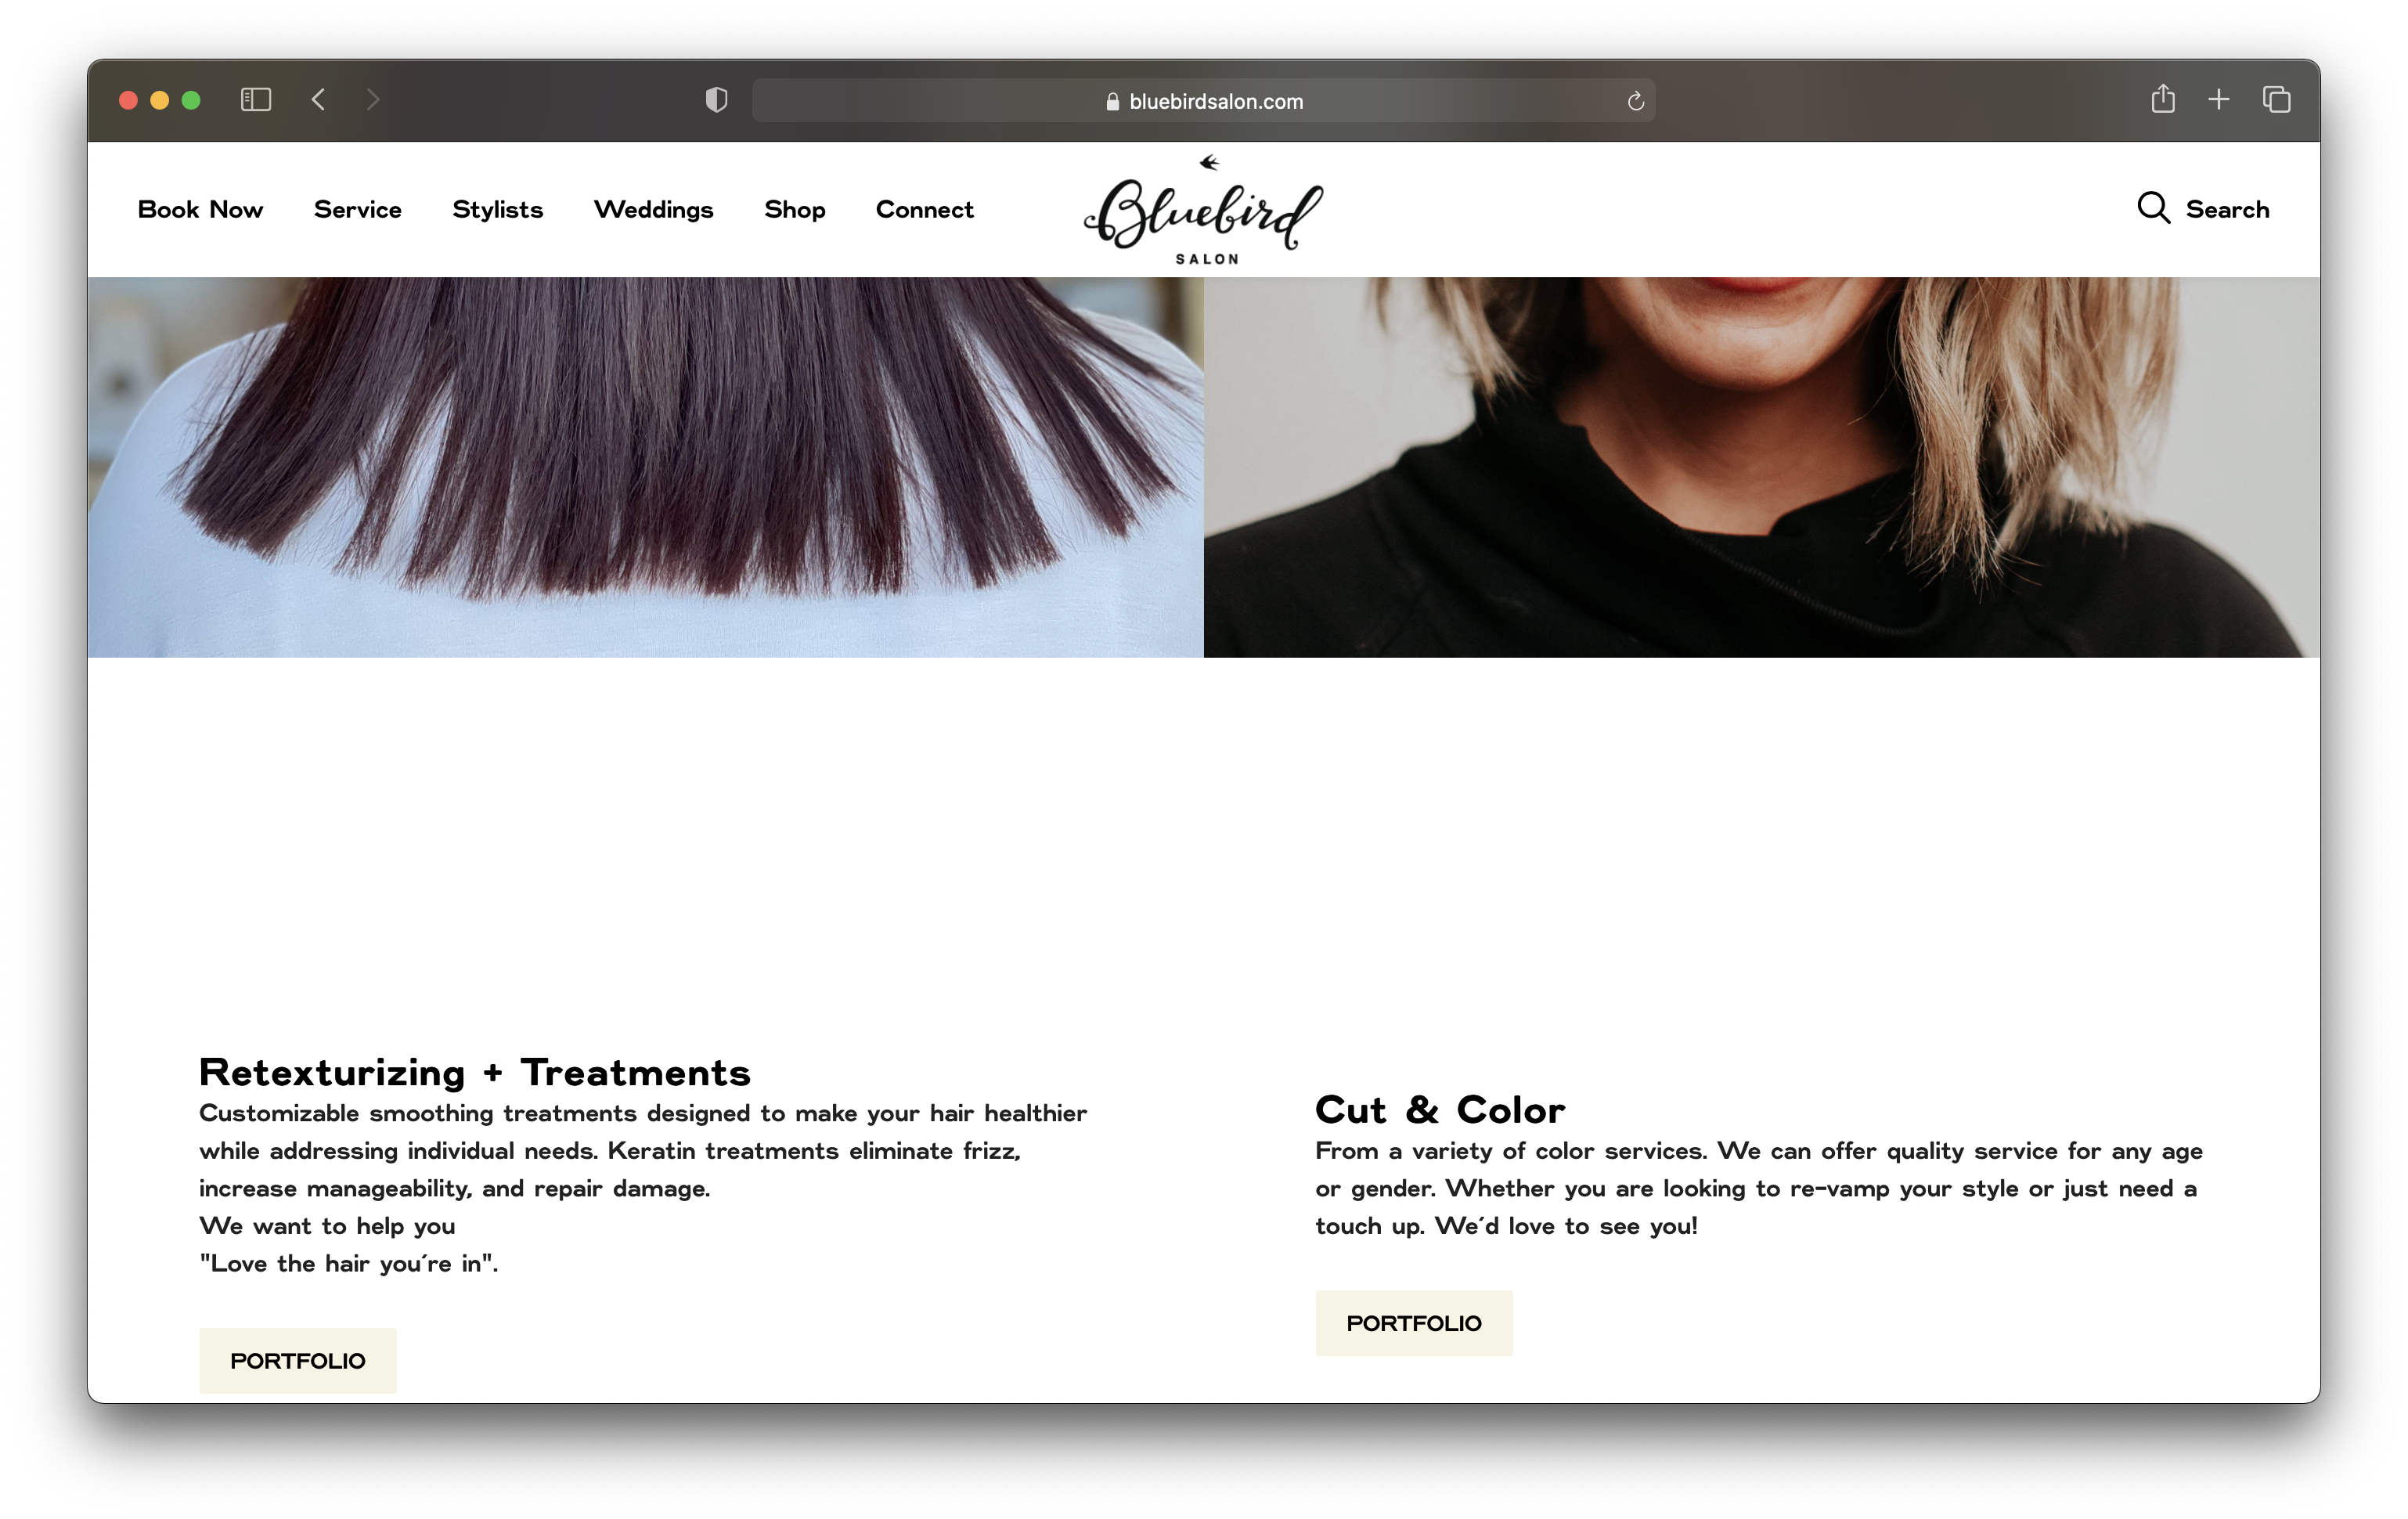 bluebirdsalon.com
Book Now
Service
Stylists
Weddings
Shop
Connect
Bluebird
SALON
Search
Retexturizing + Treatments
Customizable smoothing treatments designed to make your hair healthier
while addressing individual needs. Keratin treatments eliminate frizz,
increase manageability, and repair damage.
We want to help you
"Love the hair you´re in".
PORTFOLIO
Cut & Color
From a variety of color services. We can offer quality service for any age
or gender. Whether you are looking to re-vamp your style or just need a
touch up. We´d love to see you!
PORTFOLIO